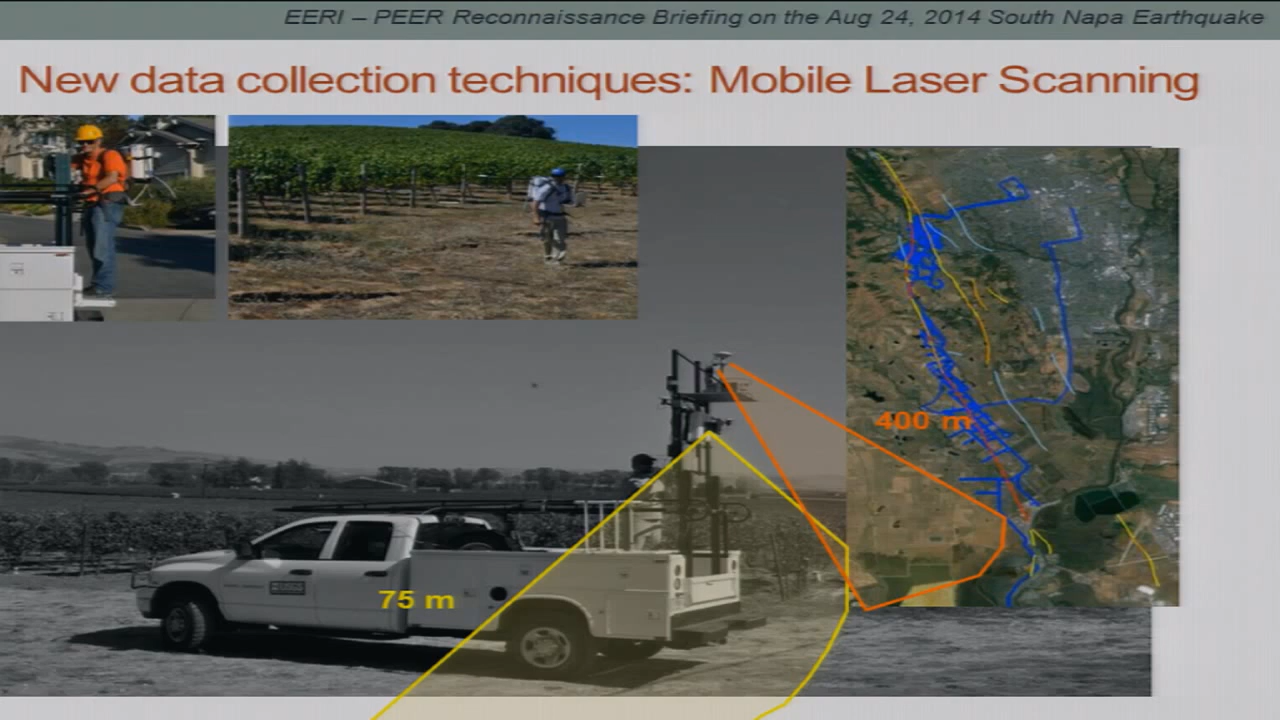 EERI – PEER Reconnaissance Briefing on the Aug 24, 2014 South Napa Earthquake
New data collection techniques: Mobile Laser Scanning
400 m
75 m